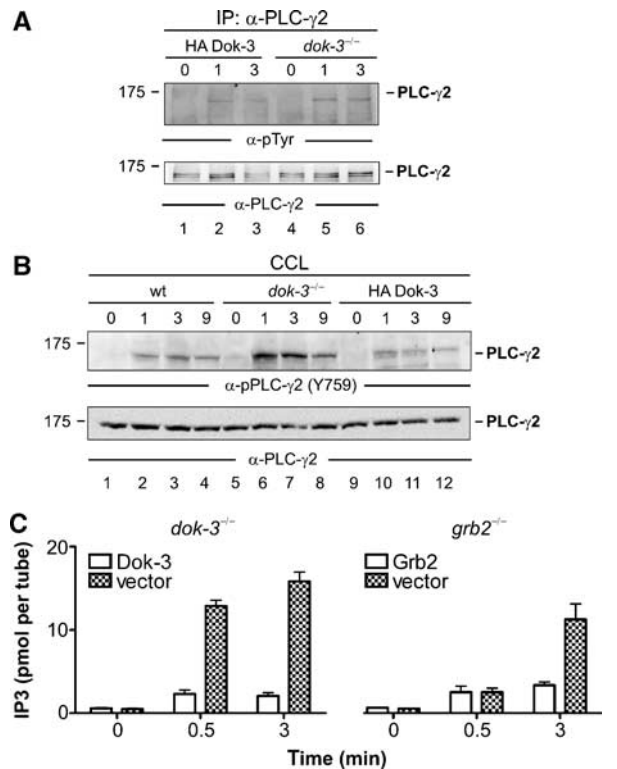 A
IP: α-PLC-γ2
HA Dok-3 dok-3−/−
0 1 3 0 1 3
175 – – PLC-γ2
α-pTyr
175 – – PLC-γ2
α-PLC-γ2
1 2 3 4 5 6
B
CCL
wt dok-3−/− HA Dok-3
0 1 3 9 0 1 3 9 0 1 3 9
175 – – PLC-γ2
α-pPLC-γ2 (Y759)
175 – – PLC-γ2
α-PLC-γ2
1 2 3 4 5 6 7 8 9 10 11 12
C
dok-3−/− grb2−/−
20
Dok-3 Grb2
vector vector
IP3 (pmol per tube)
10
0
0 0.5 3 0 0.5 3
Time (min)